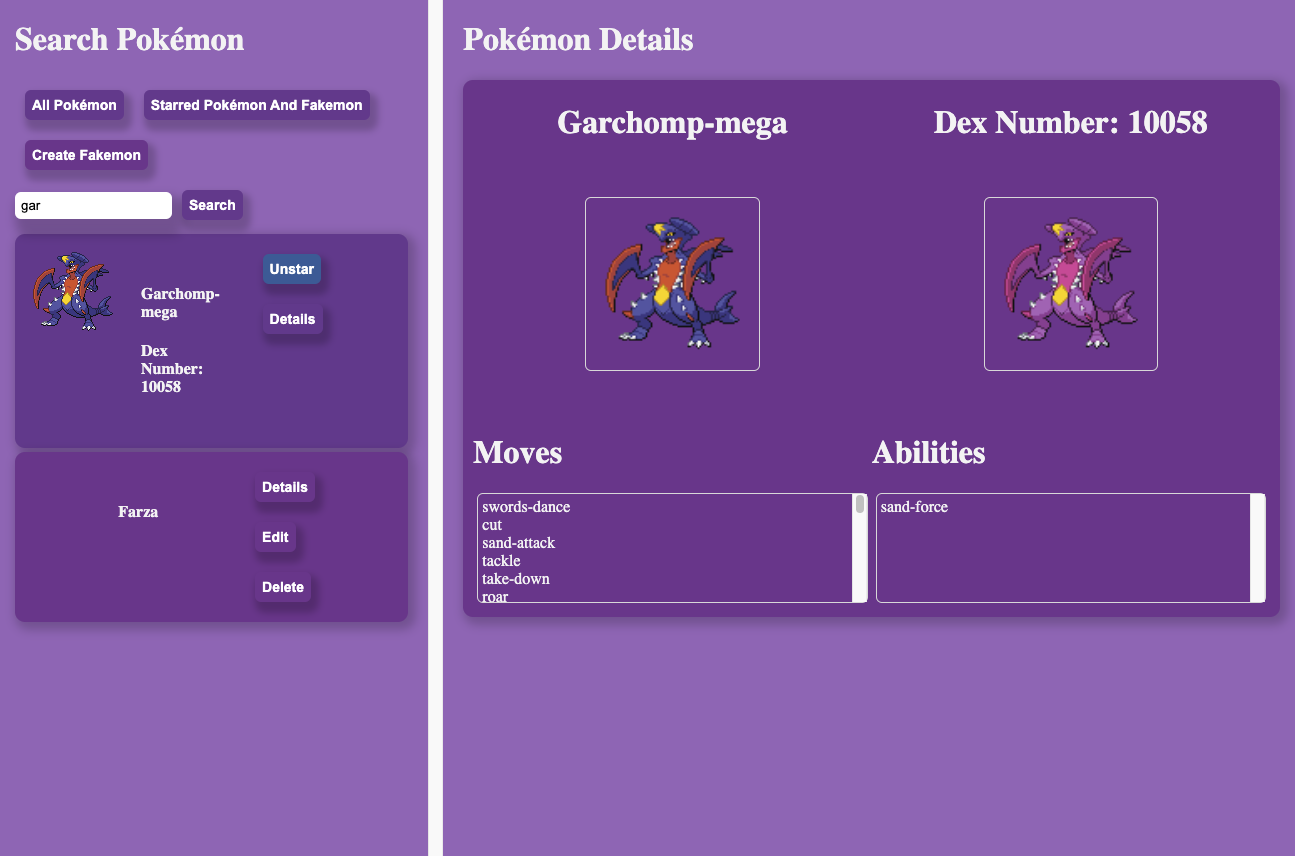 Search Pokémon
All Pokémon
Starred Pokémon And Fakemon
Create Fakemon
gar
Search
Garchomp-
mega
Dex
Number:
10058
Unstar
Details
Farza
Details
Edit
Delete
Pokémon Details
Garchomp-mega
Dex Number: 10058
Moves
swords-dance
cut
sand-attack
tackle
take-down
roar
Abilities
sand-force